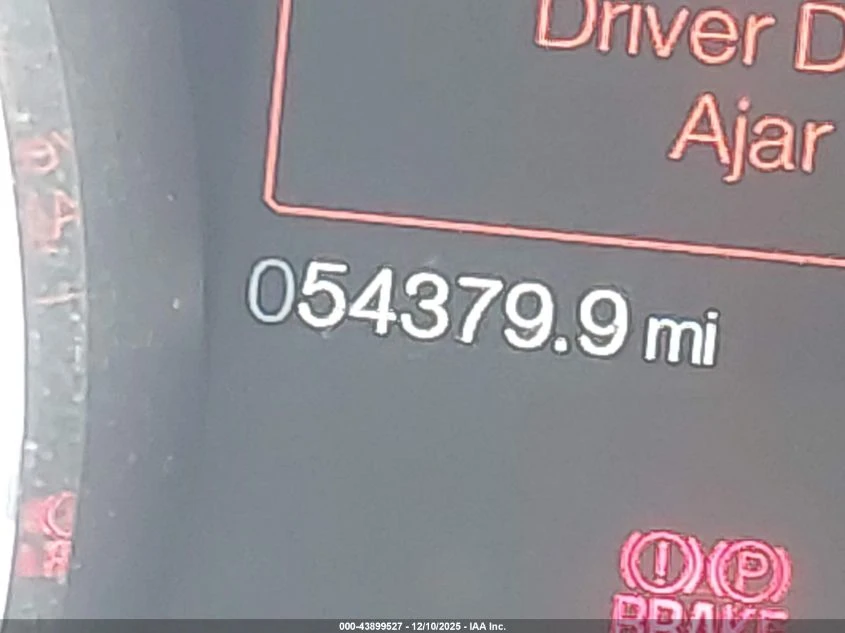 Driver D
Ajar
054379.9 mi
(!) (P)
BRAKE
000-43899527 - 12/10/2025 - IAA Inc.